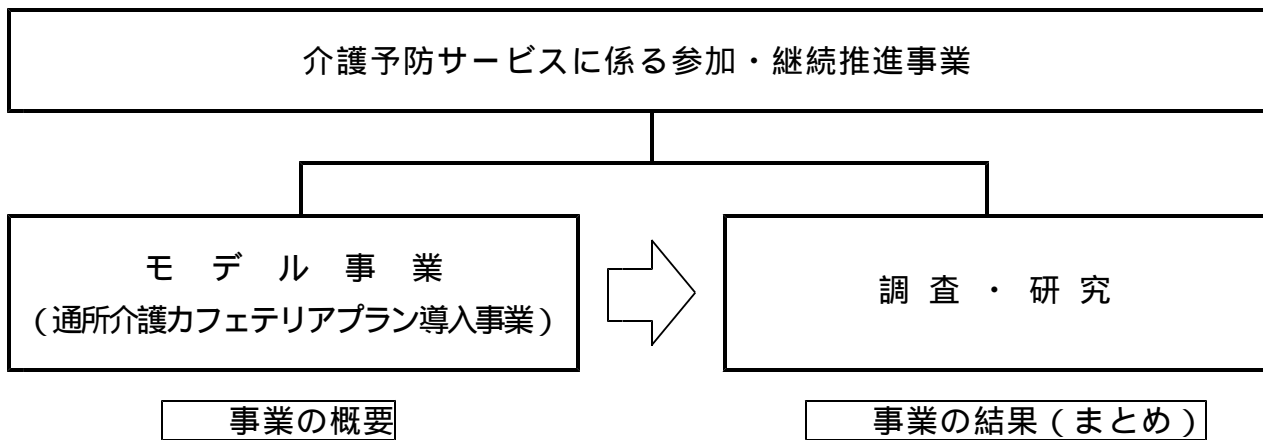 介護予防サービスに係る参加・継続推進事業
モデル事業
（通所介護カフェテリアプラン導入事業）
調査・研究
事業の概要
事業の結果（まとめ）